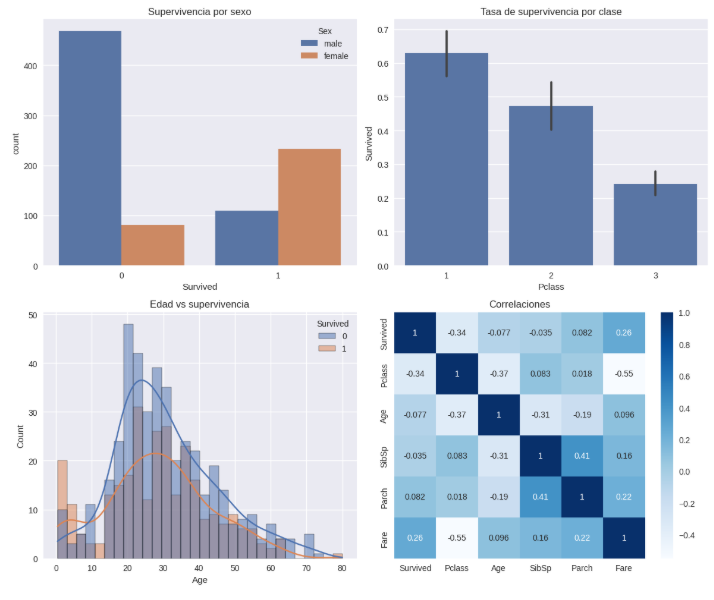 Supervivencia por sexo
Sex
male
female
400
300
200
100
0
count
0 1
Survived
Tasa de supervivencia por clase
0.7
0.6
0.5
0.4
0.3
0.2
0.1
0.0
Survived
1 2 3
Pclass
Edad vs supervivencia
Survived
0
1
50
40
30
20
10
0
Count
0 10 20 30 40 50 60 70 80
Age
Correlaciones
Survived 1 -0.34 -0.077 -0.035 0.082 0.26
Pclass -0.34 1 -0.37 0.083 0.018 -0.55
Age -0.077 -0.37 1 -0.31 -0.19 0.096
SibSp -0.035 0.083 -0.31 1 0.41 0.16
Parch 0.082 0.018 -0.19 0.41 1 0.22
Fare 0.26 -0.55 0.096 0.16 0.22 1
Survived Pclass Age SibSp Parch Fare
1.0
0.8
0.6
0.4
0.2
0.0
-0.2
-0.4